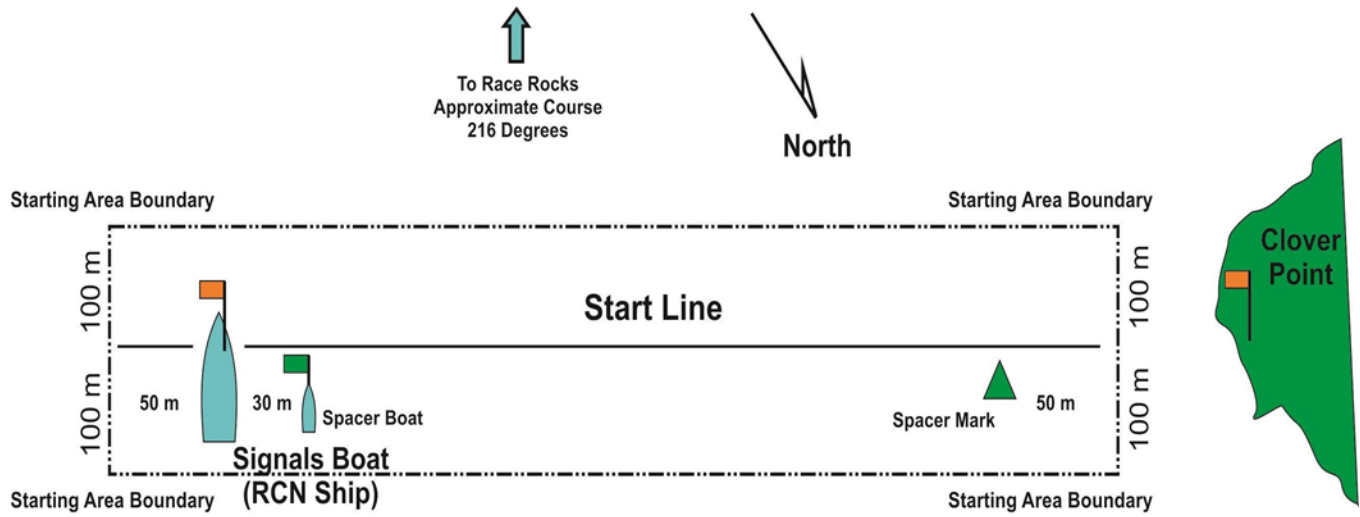 To Race Rocks
Approximate Course
216 Degrees
North
Starting Area Boundary
Starting Area Boundary
Clover
Point
100 m
100 m
Start Line
100 m
50 m
30 m
Spacer Boat
Spacer Mark
50 m
100 m
Signals Boat
(RCN Ship)
Starting Area Boundary
Starting Area Boundary